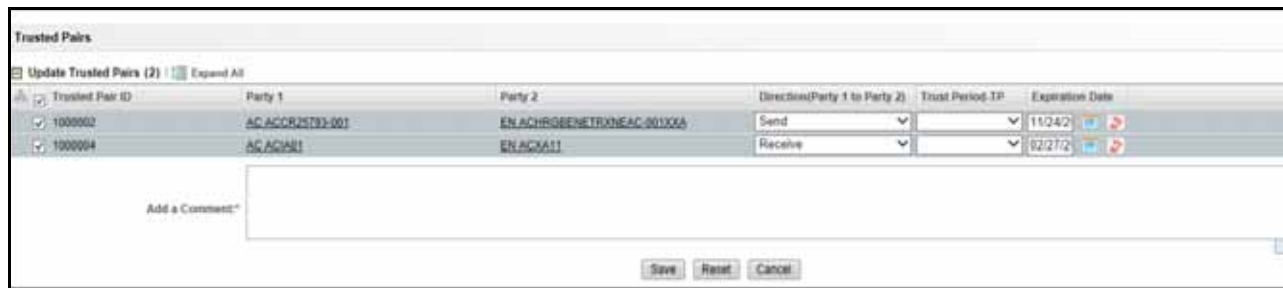 Trusted Pairs
Update Trusted Pairs (2) Expand All
Trusted Pair ID Party 1 Party 2 Direction(Party 1 to Party 2) Trust Period-TP Expiration Date
1000002 AC ACCR25793-001 EN ACHRGBENETRXNEAC-001XXA Send 11/24/2
1000004 AC ACIA01 EN ACXA11 Receive 02/27/2
Add a Comment:*
Save Reset Cancel